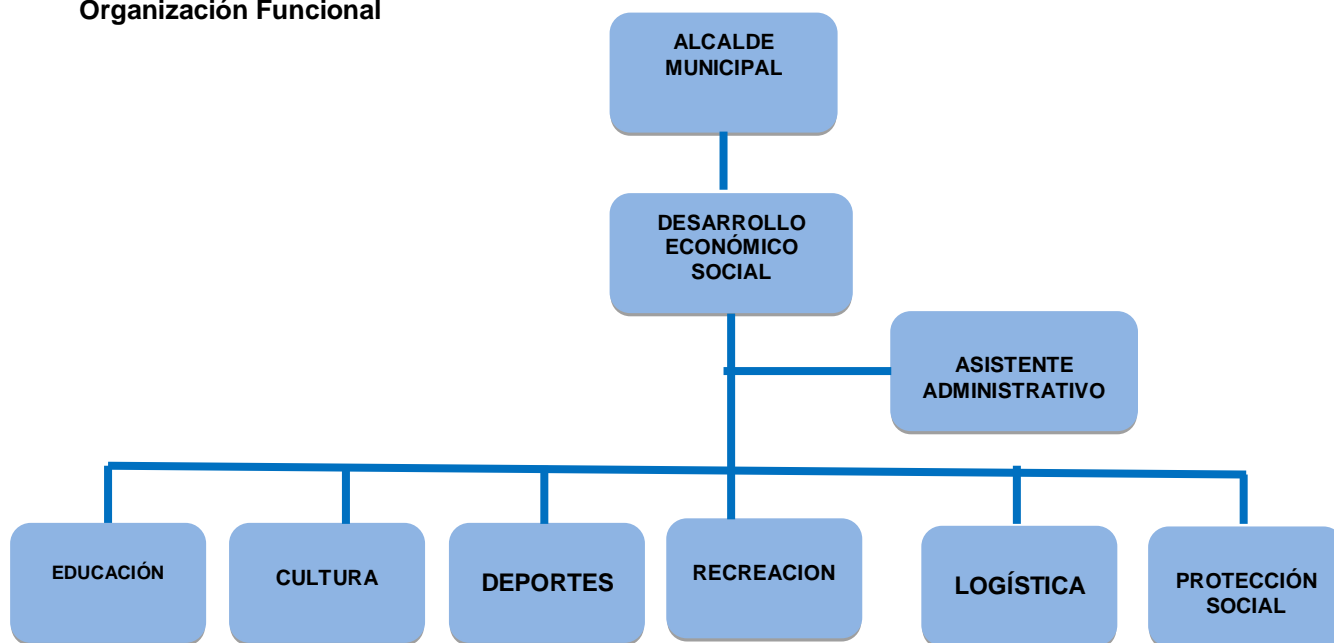 Organización Funcional
ALCALDE
MUNICIPAL
DESARROLLO
ECONÓMICO
SOCIAL
ASISTENTE
ADMINISTRATIVO
EDUCACIÓN
CULTURA
DEPORTES
RECREACION
LOGÍSTICA
PROTECCIÓN
SOCIAL